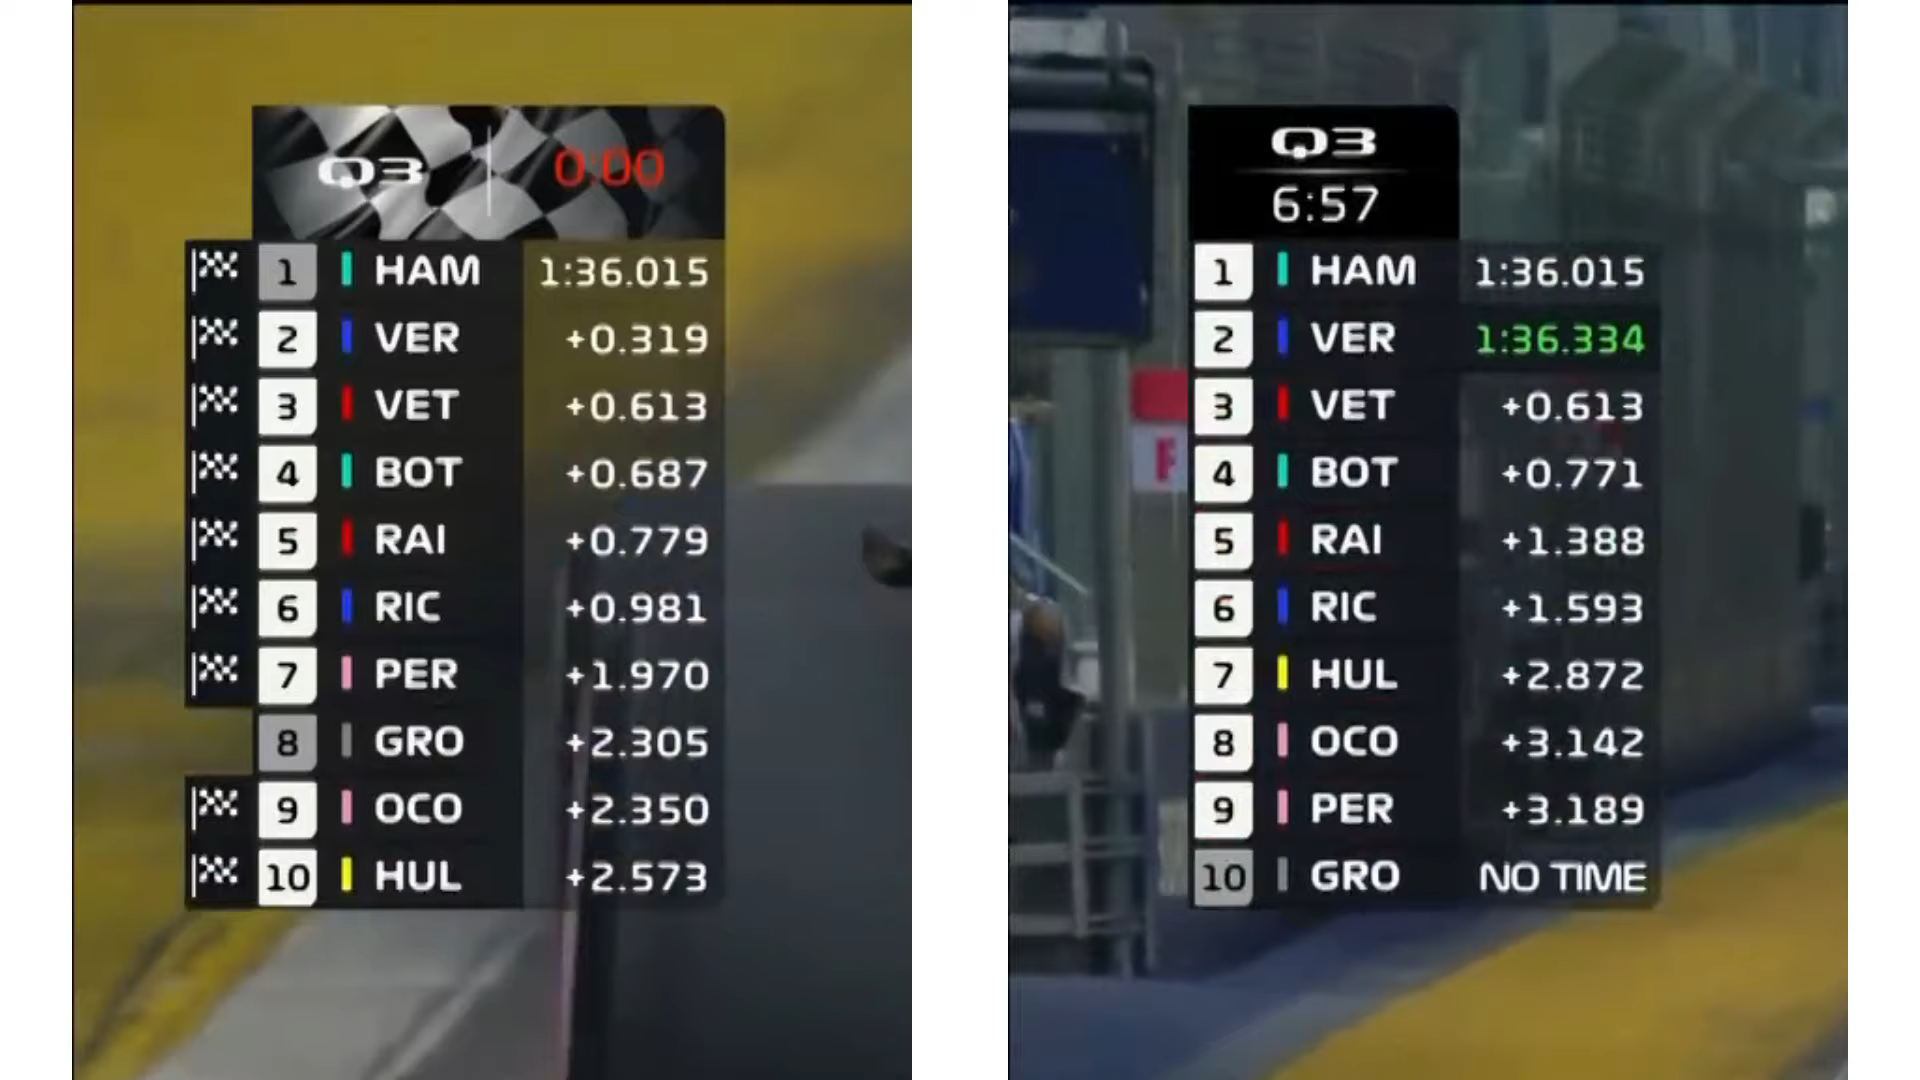 Q3 0:00
1 HAM 1:36.015
2 VER +0.319
3 VET +0.613
4 BOT +0.687
5 RAI +0.779
6 RIC +0.981
7 PER +1.970
8 GRO +2.305
9 OCO +2.350
10 HUL +2.573
Q3
6:57
1 HAM 1:36.015
2 VER 1:36.334
3 VET +0.613
4 BOT +0.771
5 RAI +1.388
6 RIC +1.593
7 HUL +2.872
8 OCO +3.142
9 PER +3.189
10 GRO NO TIME
F